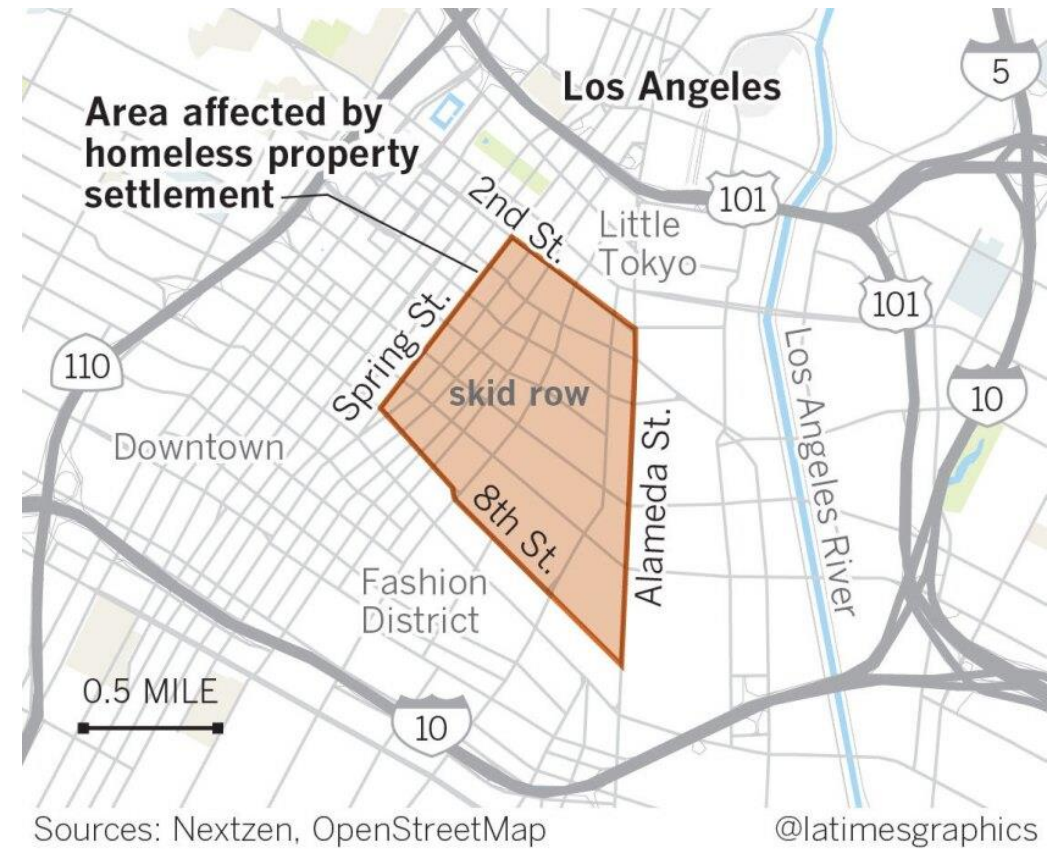 Los Angeles
5
Area affected by
homeless property
settlement
2nd St.
101
Little
Tokyo
101
Spring St.
110
skid row
Los Angeles River
10
Downtown
Alameda St.
8th St.
Fashion
District
0.5 MILE
10
Sources: Nextzen, OpenStreetMap
@latimesgraphics